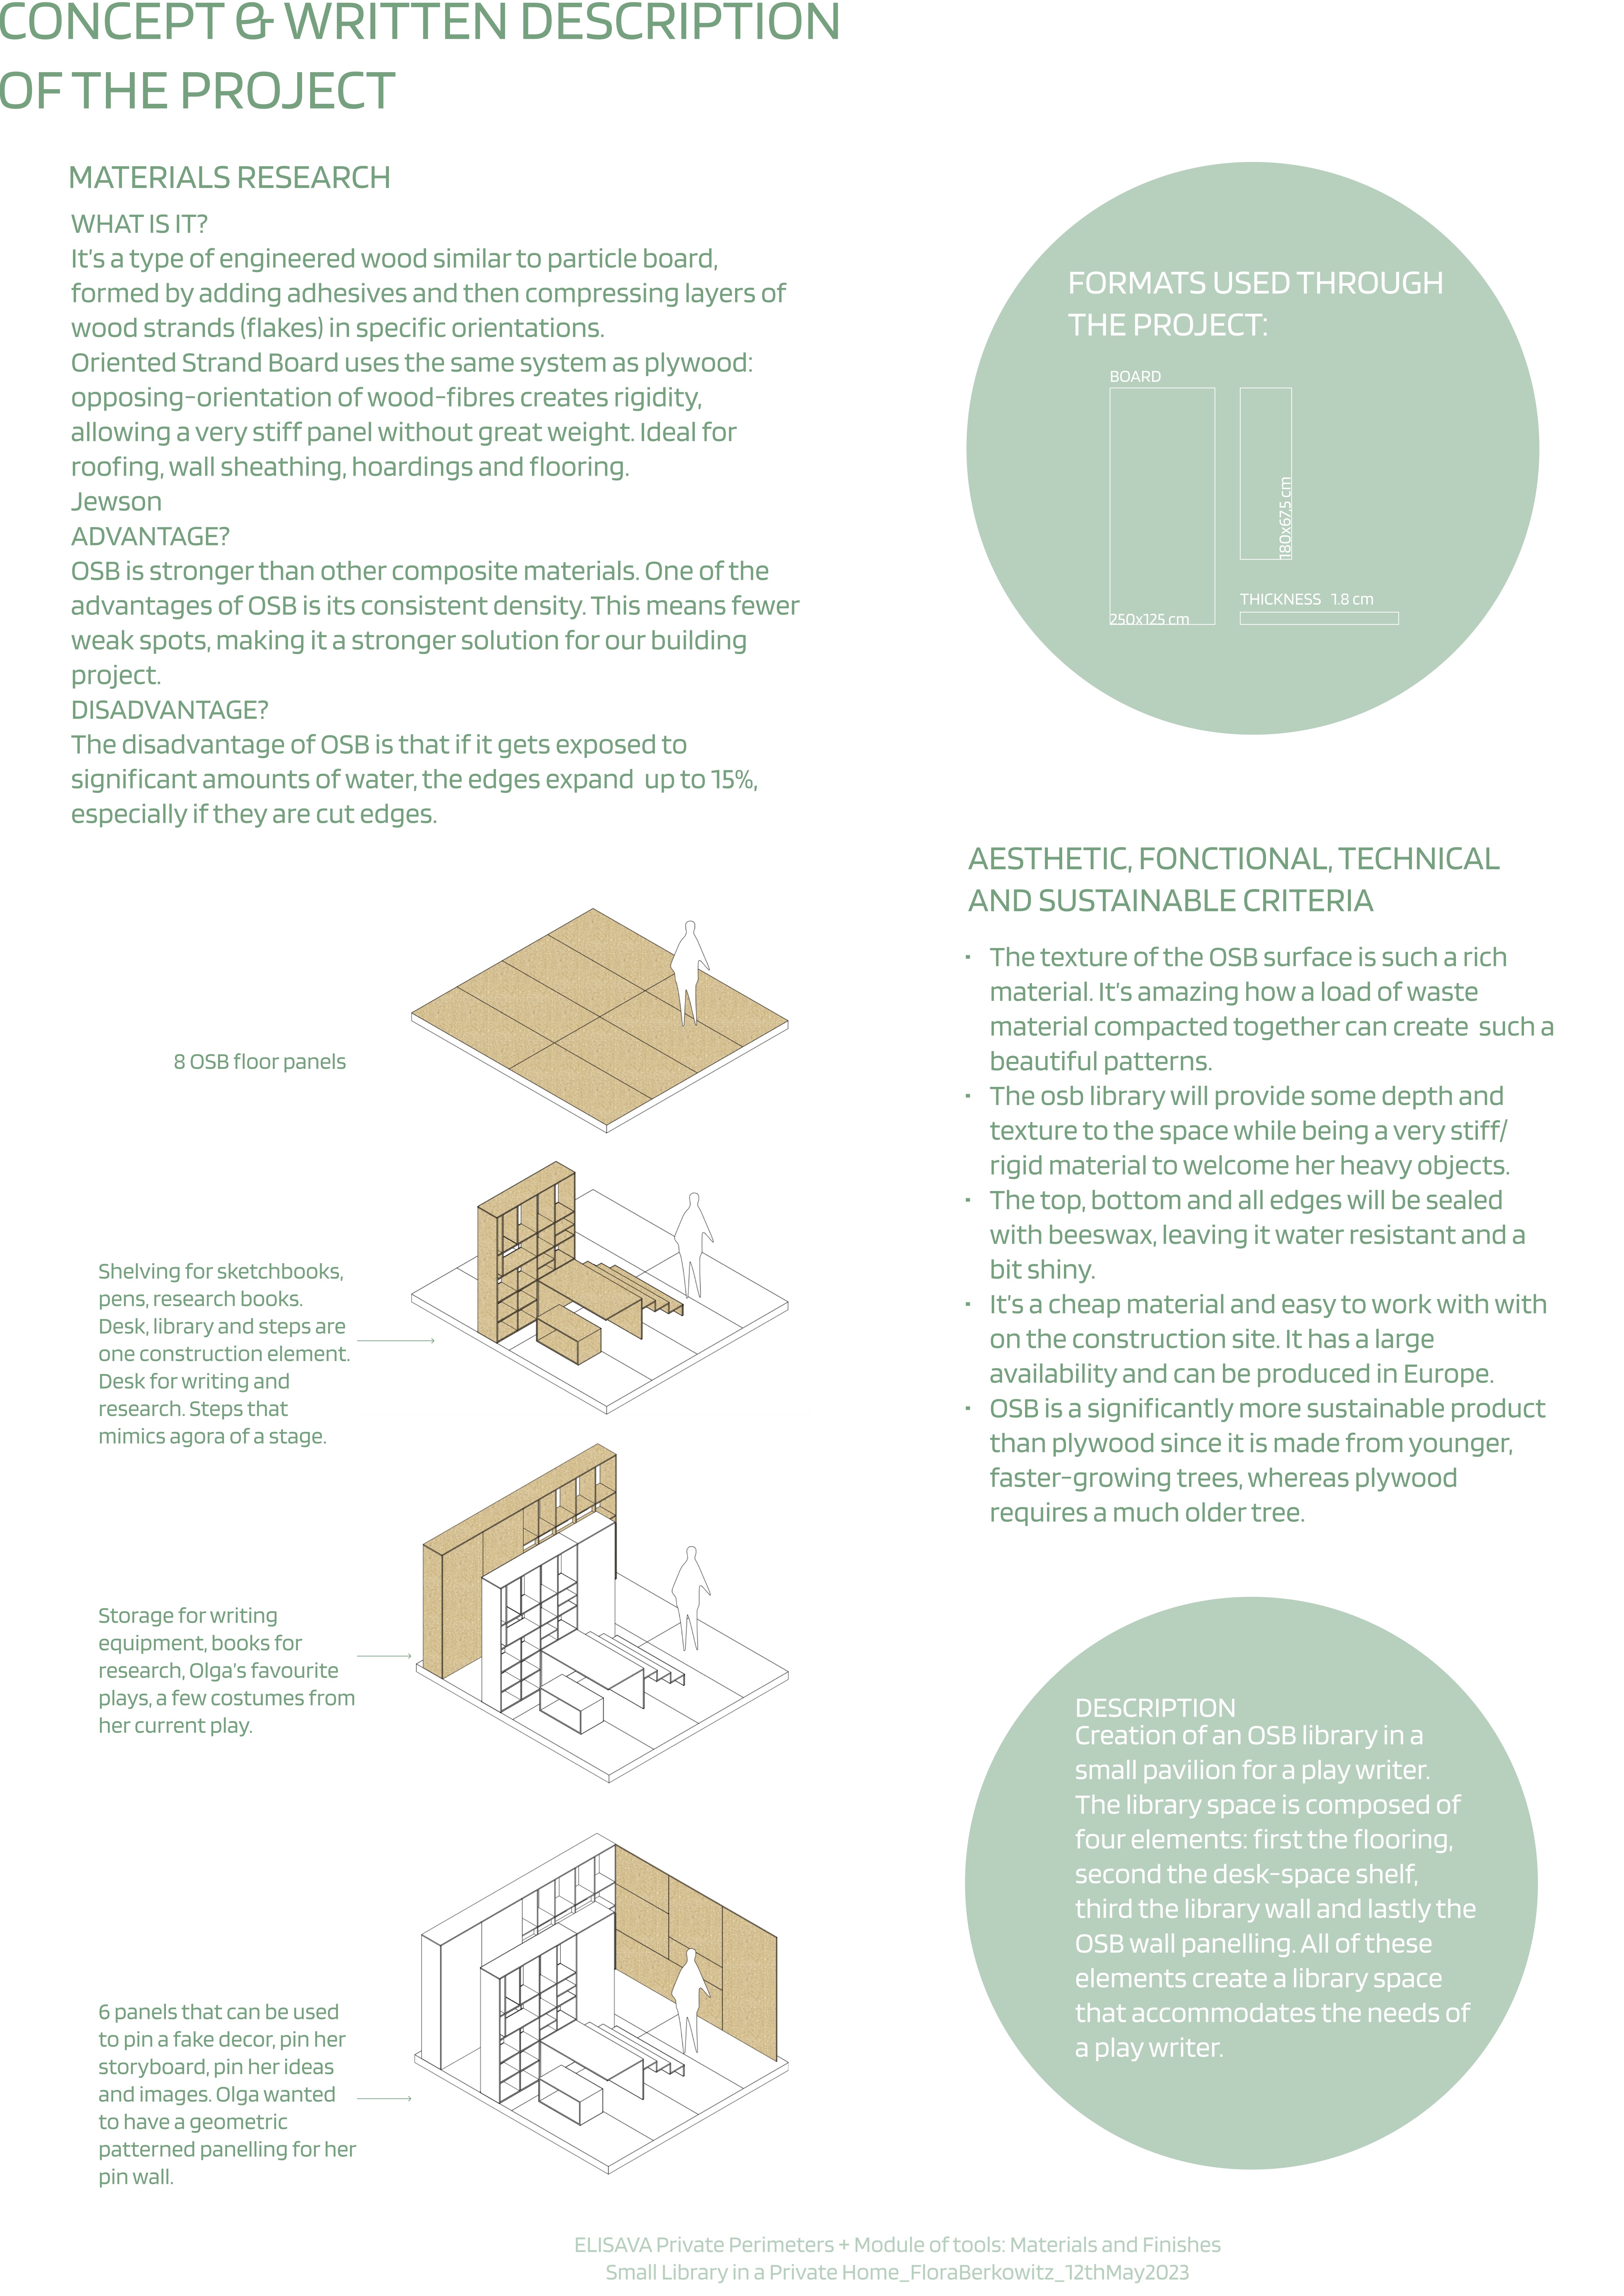 CONCEPT & WRITTEN DESCRIPTION
OF THE PROJECT
MATERIALS RESEARCH
WHAT IS IT?
It's a type of engineered wood similar to particle board,
formed by adding adhesives and then compressing layers of
wood strands (flakes) in specific orientations.
Oriented Strand Board uses the same system as plywood:
opposing-orientation of wood-fibres creates rigidity,
allowing a very stiff panel without great weight. Ideal for
roofing, wall sheathing, hoardings and flooring.
Jewson
ADVANTAGE?
OSB is stronger than other composite materials. One of the
advantages of OSB is its consistent density. This means fewer
weak spots, making it a stronger solution for our building
project.
DISADVANTAGE?
The disadvantage of OSB is that if it gets exposed to
significant amounts of water, the edges expand  up to 15%,
especially if they are cut edges.
FORMATS USED THROUGH
THE PROJECT:
BOARD
250x125 cm
180x67,5 cm
THICKNESS  1.8 cm
8 OSB floor panels
Shelving for sketchbooks,
pens, research books.
Desk, library and steps are
one construction element.
Desk for writing and
research. Steps that
mimics agora of a stage.
Storage for writing
equipment, books for
research, Olga's favourite
plays, a few costumes from
her current play.
6 panels that can be used
to pin a fake decor, pin her
storyboard, pin her ideas
and images. Olga wanted
to have a geometric
patterned panelling for her
pin wall.
AESTHETIC, FONCTIONAL, TECHNICAL
AND SUSTAINABLE CRITERIA
• The texture of the OSB surface is such a rich
material. It's amazing how a load of waste
material compacted together can create  such a
beautiful patterns.
• The osb library will provide some depth and
texture to the space while being a very stiff/
rigid material to welcome her heavy objects.
• The top, bottom and all edges will be sealed
with beeswax, leaving it water resistant and a
bit shiny.
• It's a cheap material and easy to work with with
on the construction site. It has a large
availability and can be produced in Europe.
• OSB is a significantly more sustainable product
than plywood since it is made from younger,
faster-growing trees, whereas plywood
requires a much older tree.
DESCRIPTION
Creation of an OSB library in a
small pavilion for a play writer.
The library space is composed of
four elements: first the flooring,
second the desk-space shelf,
third the library wall and lastly the
OSB wall panelling. All of these
elements create a library space
that accommodates the needs of
a play writer.
ELISAVA Private Perimeters + Module of tools: Materials and Finishes
Small Library in a Private Home_FloraBerkowitz_12thMay2023